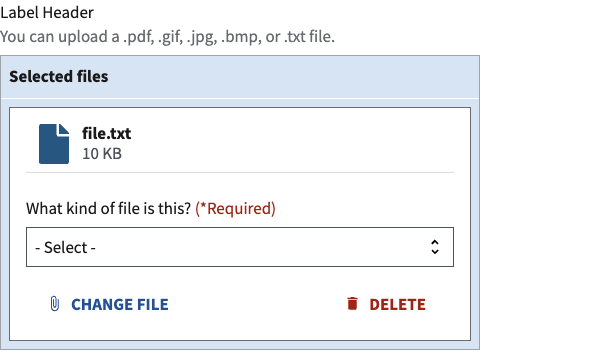 Label Header
You can upload a .pdf, .gif, .jpg, .bmp, or .txt file.
Selected files
file.txt
10 KB
What kind of file is this? (*Required)
- Select -
CHANGE FILE
DELETE